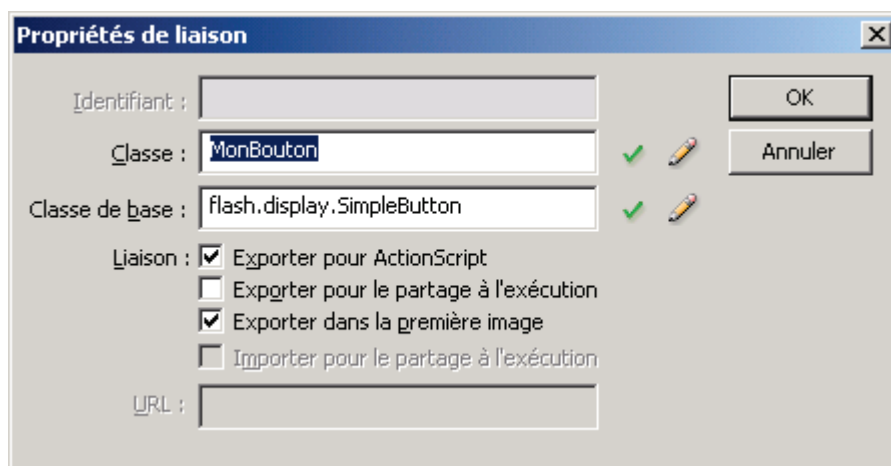 Propriétés de liaison
Identifiant :
OK
Classe : MonBouton
Annuler
Classe de base : flash.display.SimpleButton
Liaison : Exporter pour ActionScript
Exporter pour le partage à l'exécution
Exporter dans la première image
Importer pour le partage à l'exécution
URL :